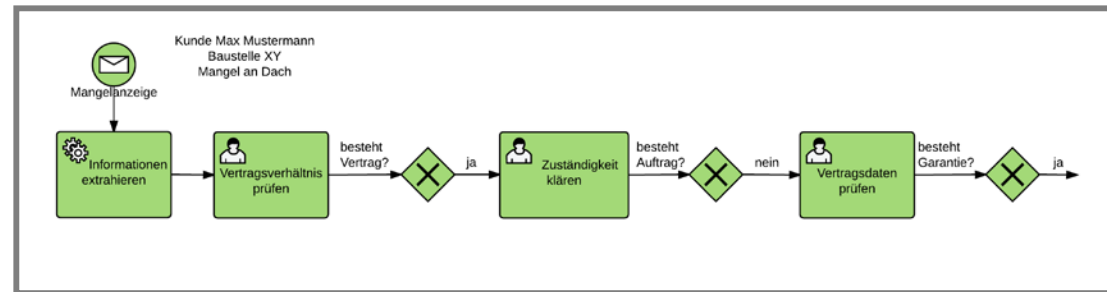 Kunde Max Mustermann
Baustelle XY
Mangel an Dach
Mangelanzeige
Informationen
extrahieren
Vertragsverhältnis
prüfen
besteht
Vertrag?
ja
Zuständigkeit
klären
besteht
Auftrag?
nein
Vertragsdaten
prüfen
besteht
Garantie?
ja